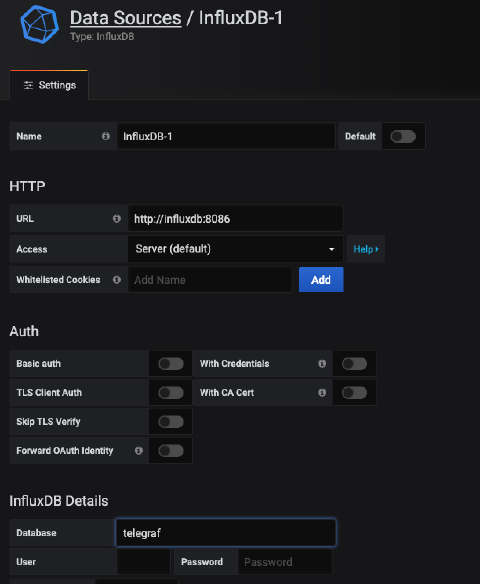 Data Sources / InfluxDB-1
Type: InfluxDB
Settings
Name InfluxDB-1 Default
HTTP
URL http://influxdb:8086
Access Server (default) Help
Whitelisted Cookies Add Name Add
Auth
Basic auth With Credentials
TLS Client Auth With CA Cert
Skip TLS Verify
Forward OAuth Identity
InfluxDB Details
Database telegraf
User Password Password